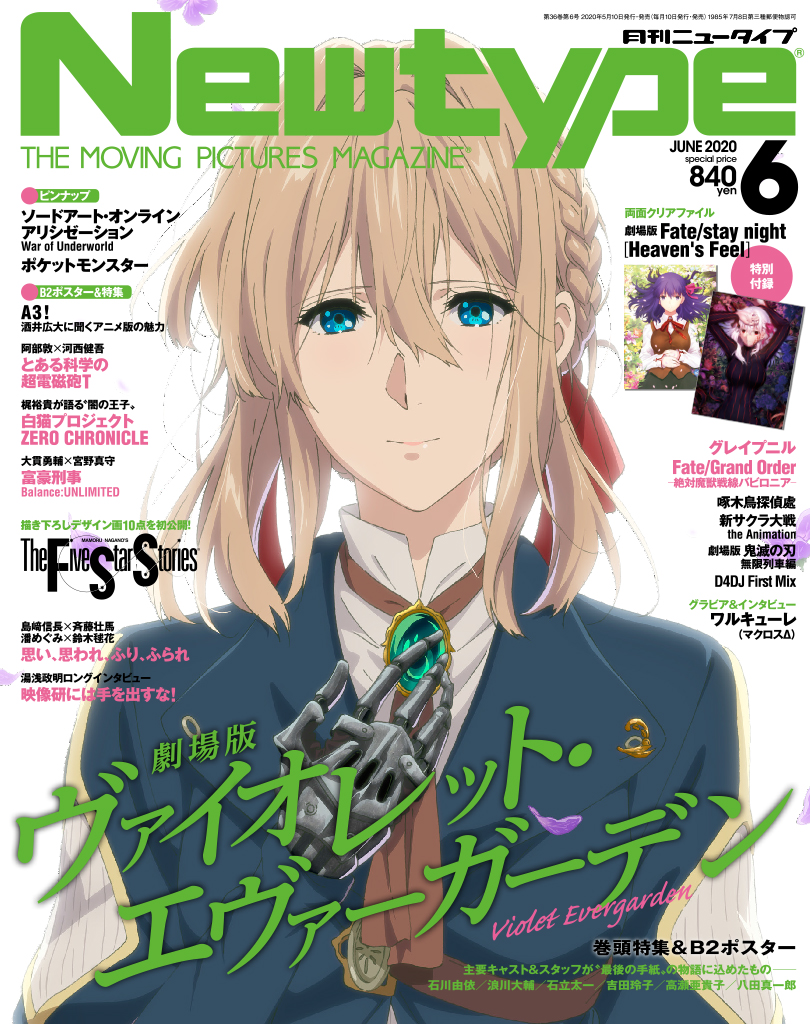 第36巻第6号 2020年5月10日発行・発売(毎月10日発行・発売) 1985年7月8日第三種郵便物認可
月刊ニュータイプ
Newtype®
THE MOVING PICTURES MAGAZINE®
JUNE 2020
special price
840
yen
6
ピンナップ
ソードアート・オンライン
アリシゼーション
War of Underworld
ポケットモンスター
B2ポスター&特集
A3!
酒井広大に聞くアニメ版の魅力
阿部敦×河西健吾
とある科学の
超電磁砲T
梶裕貴が語る〝闇の王子〟
白猫プロジェクト
ZERO CHRONICLE
大貫勇輔×宮野真守
富豪刑事
Balance:UNLIMITED
描き下ろしデザイン画10点を初公開!
MAMORU NAGANO'S
The Five Star Stories
島﨑信長×斉藤壮馬
潘めぐみ×鈴木毬花
思い、思われ、ふり、ふられ
湯浅政明ロングインタビュー
映像研には手を出すな!
両面クリアファイル
劇場版 Fate/stay night
[Heaven's Feel]
特別
付録
グレイプニル
Fate/Grand Order
-絶対魔獣戦線バビロニア-
啄木鳥探偵處
新サクラ大戦
the Animation
劇場版 鬼滅の刃
無限列車編
D4DJ First Mix
グラビア&インタビュー
ワルキューレ
(マクロスΔ)
劇場版
ヴァイオレット・
エヴァーガーデン
Violet Evergarden
巻頭特集&B2ポスター
主要キャスト&スタッフが〝最後の手紙〟の物語に込めたもの——
石川由依/浪川大輔/石立太一/吉田玲子/高瀬亜貴子/八田真一郎